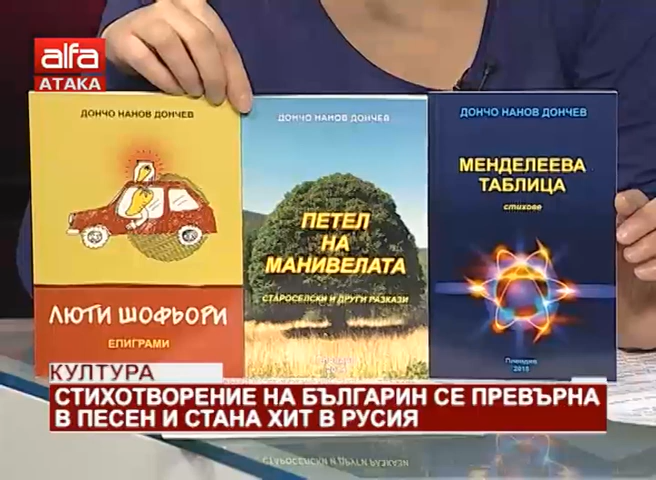 alfa
АТАКА
ДОНЧО НАНОВ ДОНЧЕВ
ЛЮТИ ШОФЬОРИ
ЕПИГРАМИ
ДОНЧО НАНОВ ДОНЧЕВ
ПЕТЕЛ
НА
МАНИВЕЛАТА
СТАРОСЕЛСКИ И ДРУГИ РАЗКАЗИ
ДОНЧО НАНОВ ДОНЧЕВ
МЕНДЕЛЕЕВА
ТАБЛИЦА
стихове
Пловдив
2015
КУЛТУРА
СТИХОТВОРЕНИЕ НА БЪЛГАРИН СЕ ПРЕВЪРНА
В ПЕСЕН И СТАНА ХИТ В РУСИЯ